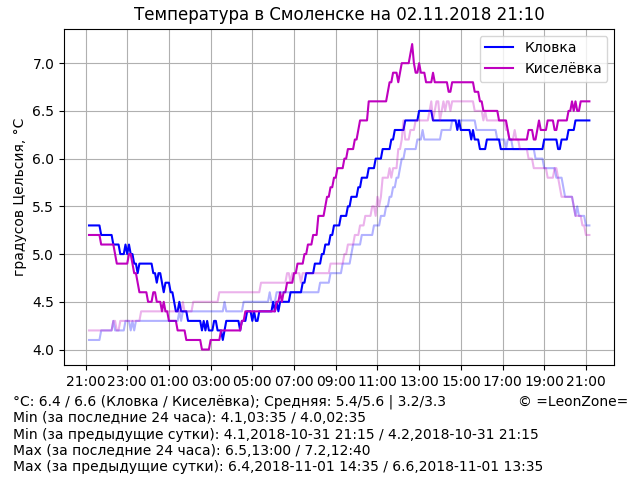 Температура в Смоленске на 02.11.2018 21:10
Кловка
Киселёвка
градусов Цельсия, °C
7.0
6.5
6.0
5.5
5.0
4.5
4.0
21:00 23:00 01:00 03:00 05:00 07:00 09:00 11:00 13:00 15:00 17:00 19:00 21:00
°C: 6.4 / 6.6 (Кловка / Киселёвка); Средняя: 5.4/5.6 | 3.2/3.3 © =LeonZone=
Min (за последние 24 часа): 4.1,03:35 / 4.0,02:35
Min (за предыдущие сутки): 4.1,2018-10-31 21:15 / 4.2,2018-10-31 21:15
Max (за последние 24 часа): 6.5,13:00 / 7.2,12:40
Max (за предыдущие сутки): 6.4,2018-11-01 14:35 / 6.6,2018-11-01 13:35